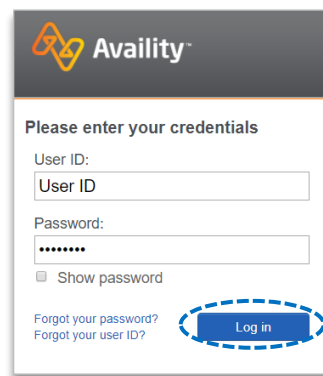 Availity™
Please enter your credentials
User ID:
User ID
Password:
••••••••
Show password
Forgot your password?
Forgot your user ID?
Log in